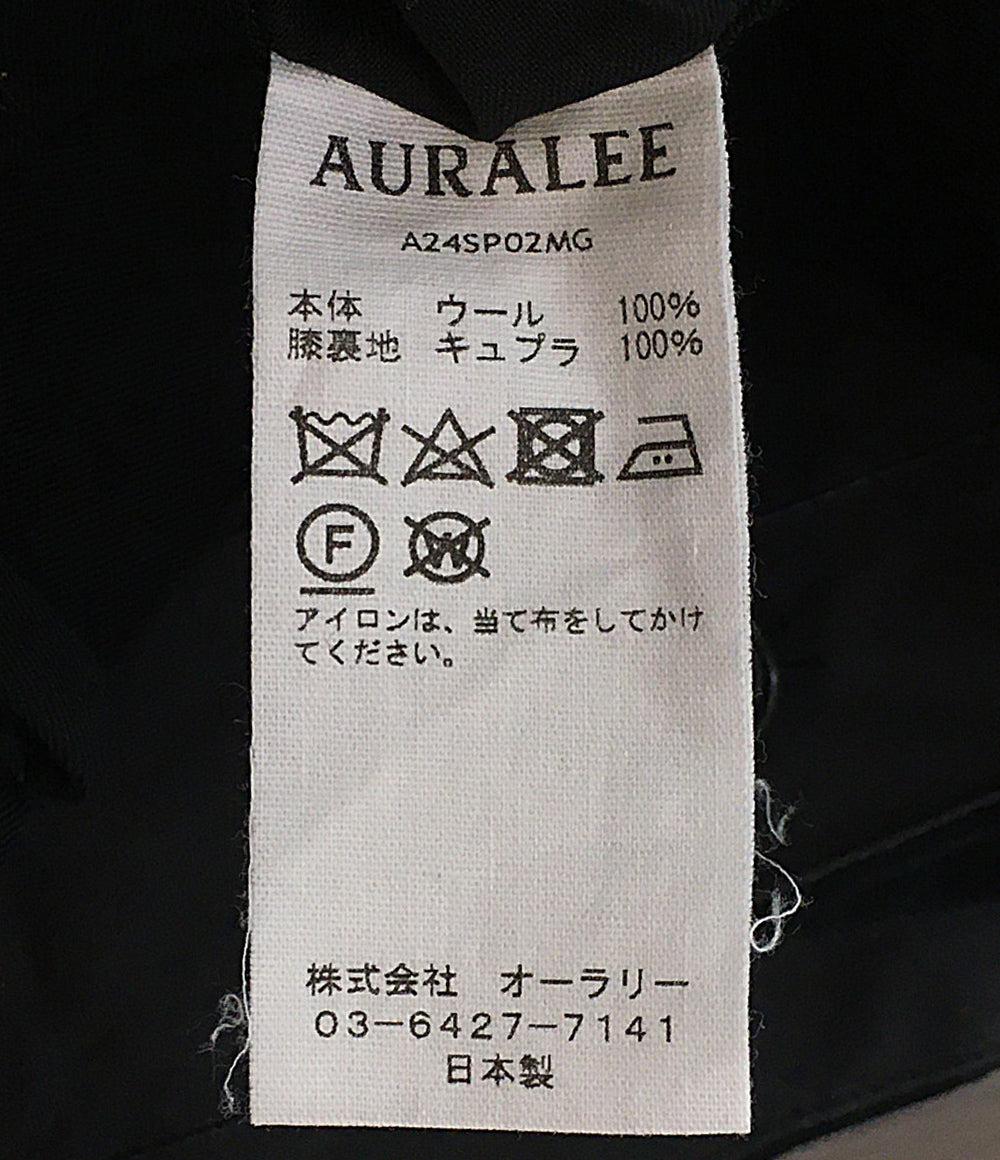 AURALEE
A24SP02MG
本体 ウール 100%
膝裏地 キュプラ 100%
F W
アイロンは、当て布をしてかけ
てください。
株式会社 オーラリー
03-6427-7141
日本製